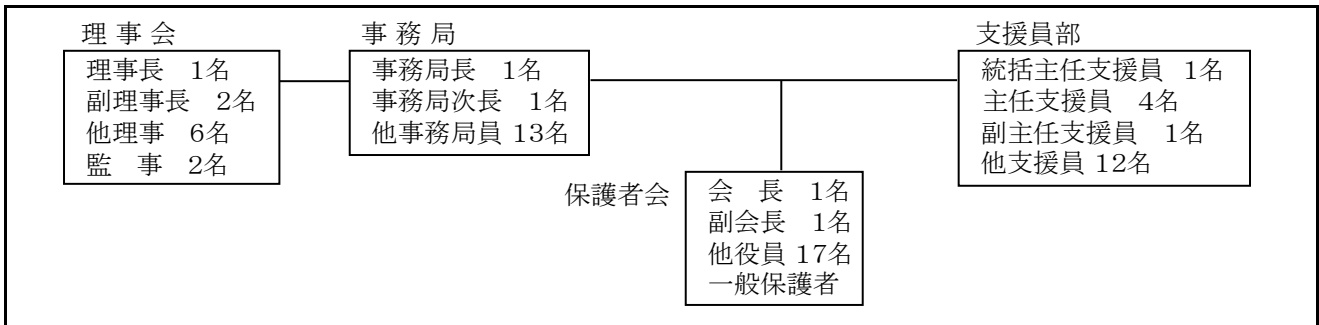 理事会
理事長 1名
副理事長 2名
他理事 6名
監 事 2名
事務局
事務局長 1名
事務局次長 1名
他事務局員 13名
支援員部
統括主任支援員 1名
主任支援員 4名
副主任支援員 1名
他支援員 12名
保護者会
会 長 1名
副会長 1名
他役員 17名
一般保護者